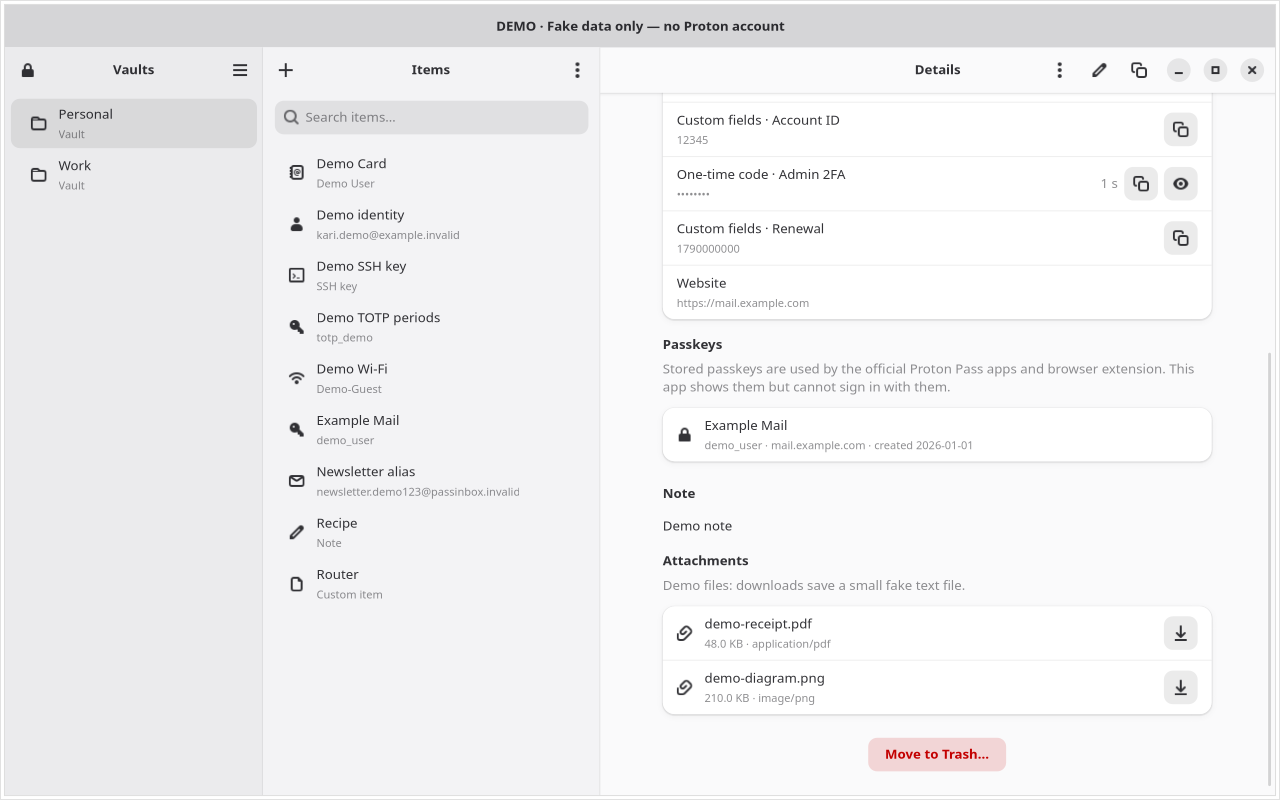 DEMO · Fake data only — no Proton account
Vaults
Personal
Vault
Work
Vault
Items
Search items...
Demo Card
Demo User
Demo identity
kari.demo@example.invalid
Demo SSH key
SSH key
Demo TOTP periods
totp_demo
Demo Wi-Fi
Demo-Guest
Example Mail
demo_user
Newsletter alias
newsletter.demo123@passinbox.invalid
Recipe
Note
Router
Custom item
Details
Custom fields · Account ID
12345
One-time code · Admin 2FA
••••••••
1 s
Custom fields · Renewal
1790000000
Website
https://mail.example.com
Passkeys
Stored passkeys are used by the official Proton Pass apps and browser extension. This
app shows them but cannot sign in with them.
Example Mail
demo_user · mail.example.com · created 2026-01-01
Note
Demo note
Attachments
Demo files: downloads save a small fake text file.
demo-receipt.pdf
48.0 KB · application/pdf
demo-diagram.png
210.0 KB · image/png
Move to Trash...